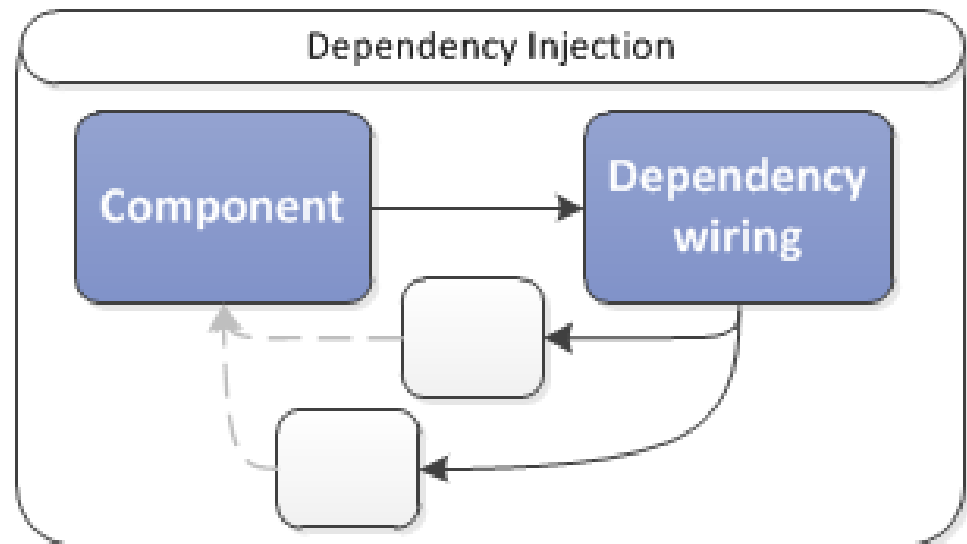 Dependency Injection
Component
Dependency
wiring